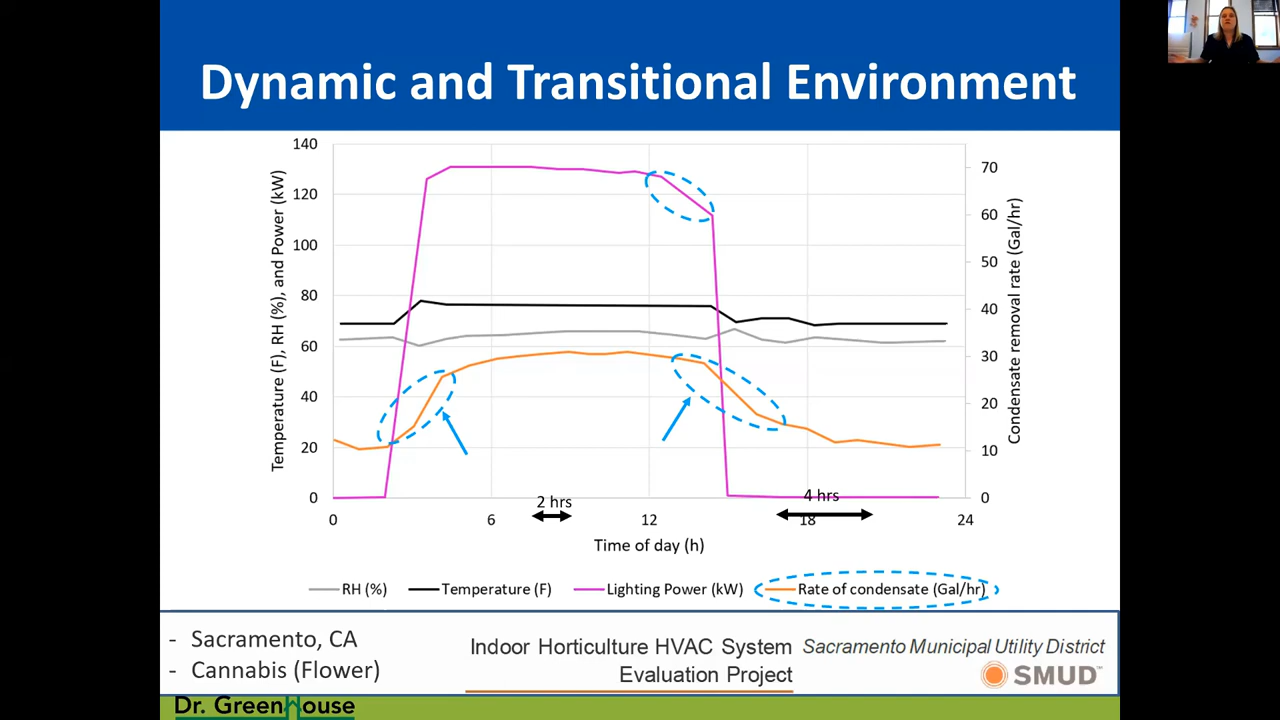 Dynamic and Transitional Environment
Temperature (F), RH (%), and Power (kW)
140
120
100
80
60
40
20
0
70
60
50
40
30
20
10
0
Condensate removal rate (Gal/hr)
2 hrs
4 hrs
0
6
12
18
24
Time of day (h)
RH (%)
Temperature (F)
Lighting Power (kW)
Rate of condensate (Gal/hr)
- Sacramento, CA
- Cannabis (Flower)
Indoor Horticulture HVAC System
Evaluation Project
Sacramento Municipal Utility District
SMUD™
Dr. GreenHouse